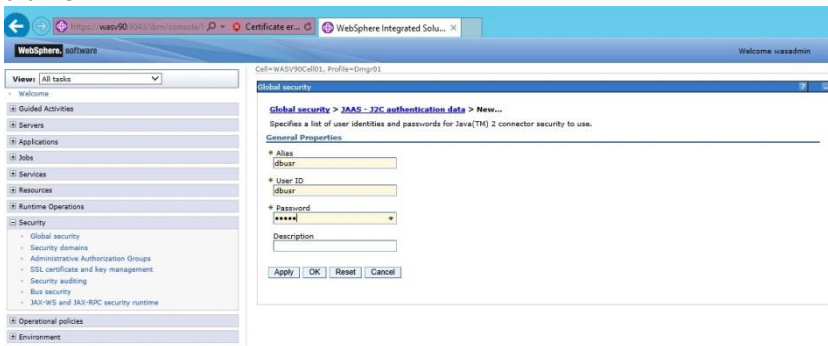 https://wasv90:9043/ibm/console/l
Certificate er...
WebSphere Integrated Solu...
WebSphere. software
Welcome wasadmin
View: All tasks
Welcome
Guided Activities
Servers
Applications
Jobs
Services
Resources
Runtime Operations
Security
Global security
Security domains
Administrative Authorization Groups
SSL certificate and key management
Security auditing
Bus security
JAX-WS and JAX-RPC security runtime
Operational policies
Environment
Cell=WASV90Cell01, Profile=Dmgr01
Global security
?
Global security > JAAS - J2C authentication data > New...
Specifies a list of user identities and passwords for Java(TM) 2 connector security to use.
General Properties
* Alias
dbusr
* User ID
dbusr
* Password
•••••
Description
Apply OK Reset Cancel